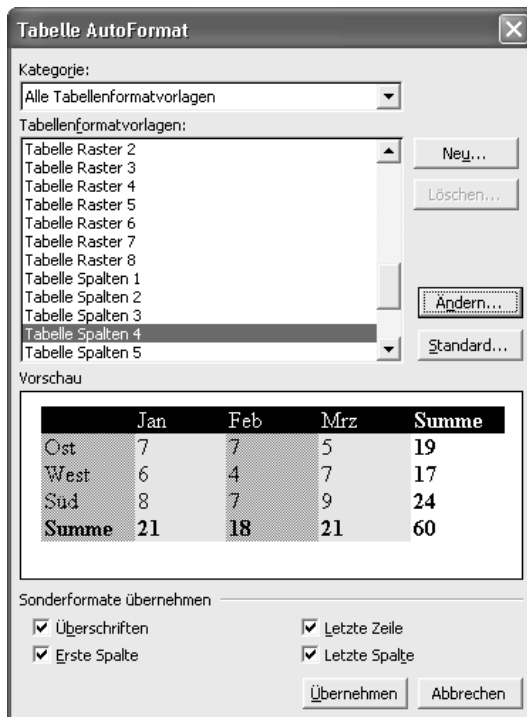 Tabelle AutoFormat
Kategorie:
Alle Tabellenformatvorlagen
Tabellenformatvorlagen:
Tabelle Raster 2
Tabelle Raster 3
Tabelle Raster 4
Tabelle Raster 5
Tabelle Raster 6
Tabelle Raster 7
Tabelle Raster 8
Tabelle Spalten 1
Tabelle Spalten 2
Tabelle Spalten 3
Tabelle Spalten 4
Tabelle Spalten 5
Neu...
Löschen...
Ändern...
Standard...
Vorschau
Jan Feb Mrz Summe
Ost 7 7 5 19
West 6 4 7 17
Süd 8 7 9 24
Summe 21 18 21 60
Sonderformate übernehmen
Überschriften
Letzte Zeile
Erste Spalte
Letzte Spalte
Übernehmen
Abbrechen